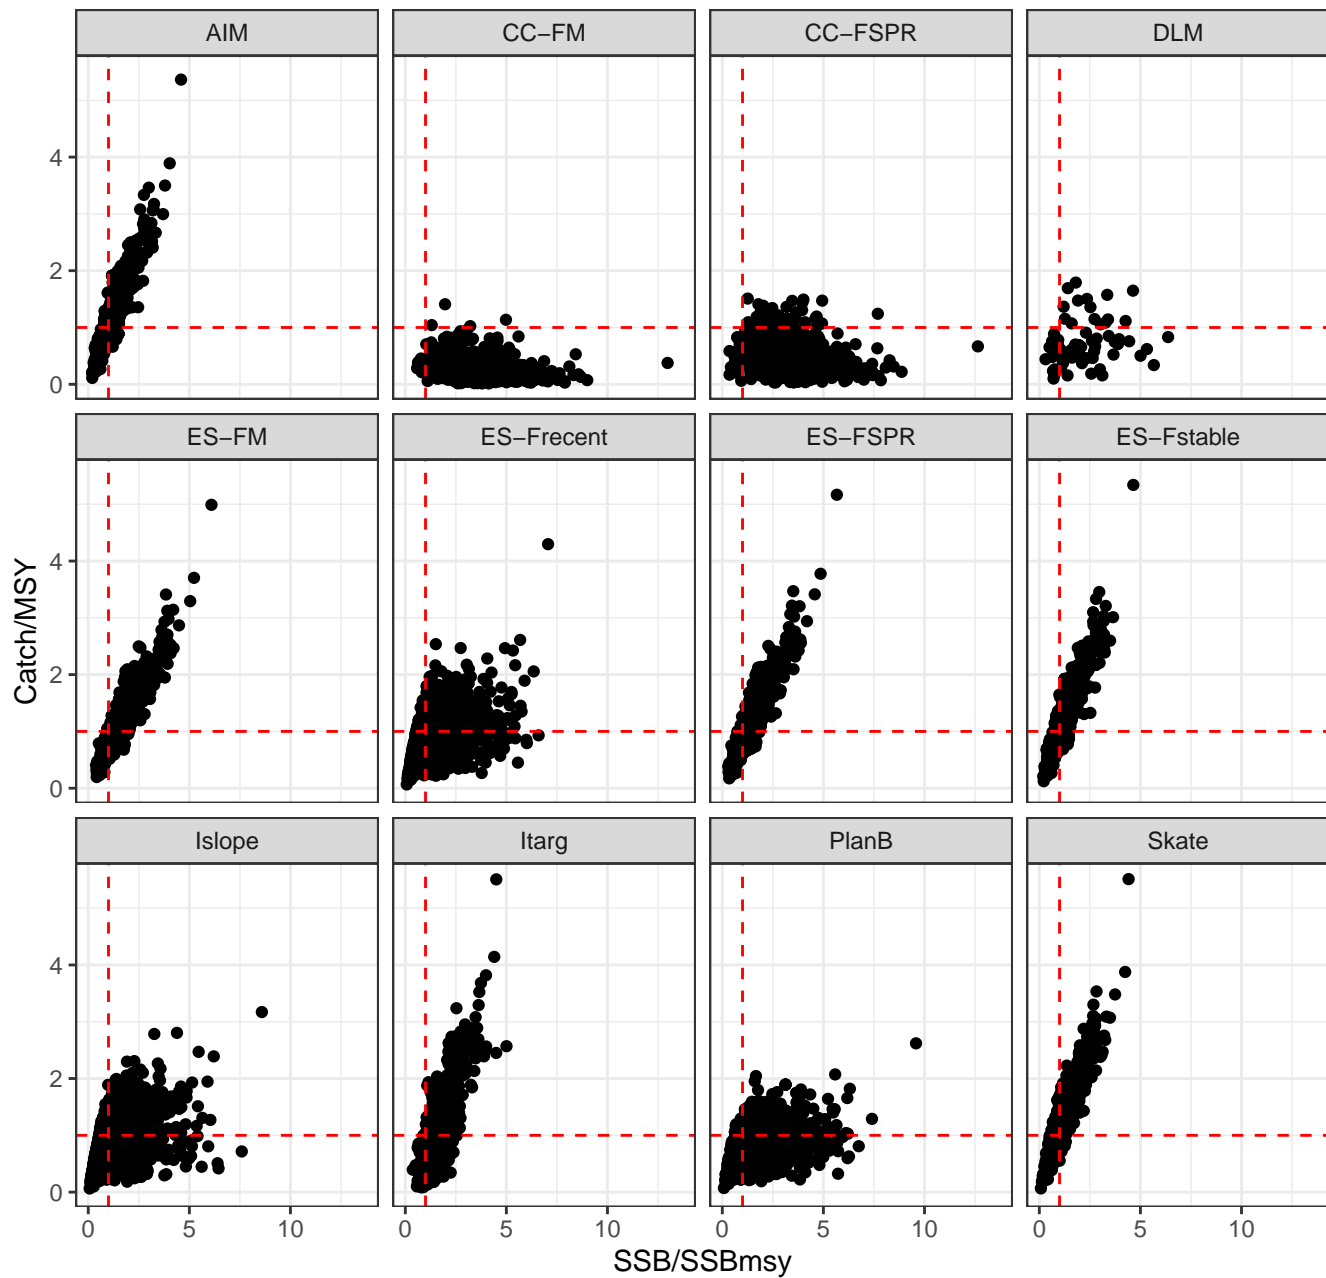 AIM CC−FM CC−FSPR DLM
4
2
0
ES−FM ES−Frecent ES−FSPR ES−Fstable
4
2
0
Catch/MSY
Islope Itarg PlanB Skate
4
2
0
0 5 10 0 5 10 0 5 10 0 5 10
SSB/SSBmsy